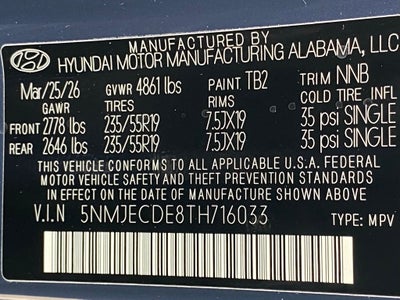 MANUFACTURED BY
HYUNDAI MOTOR MANUFACTURING ALABAMA, LLC
Mar/25/26 GVWR 4861 lbs PAINT TB2 TRIM NNB
GAWR TIRES RIMS COLD TIRE INFL
FRONT 2778 lbs 235/55R19 7.5JX19 35 psi SINGLE
REAR 2646 lbs 235/55R19 7.5JX19 35 psi SINGLE
THIS VEHICLE CONFORMS TO ALL APPLICABLE U.S.A. FEDERAL
MOTOR VEHICLE SAFETY AND THEFT PREVENTION STANDARDS
IN EFFECT ON THE DATE OF MANUFACTURE SHOWN ABOVE.
V.I.N 5NMJECDE8TH716033 TYPE: MPV